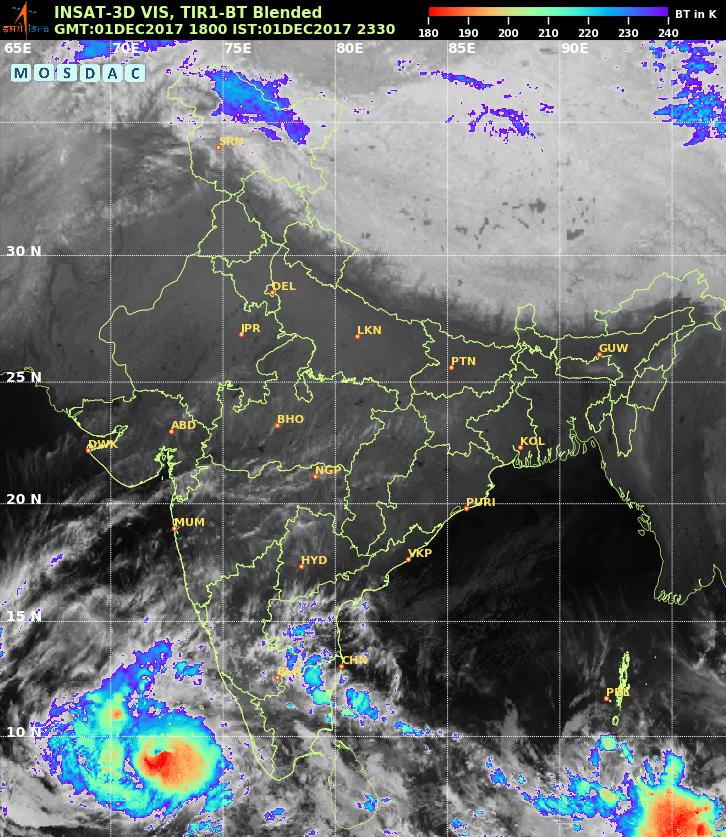 INSAT-3D VIS, TIR1-BT Blended
GMT:01DEC2017 1800 IST:01DEC2017 2330
BT in K
180 190 200 210 220 230 240
65E 70E 75E 80E 85E 90E
M O S D A C
SRN
30 N
DEL
JPR LKN
GUW
PTN
25 N
ABD BHO
DWK KOL
NGP
20 N PURI
MUM
HYD VKP
15 N
CHN
PBL
10 N